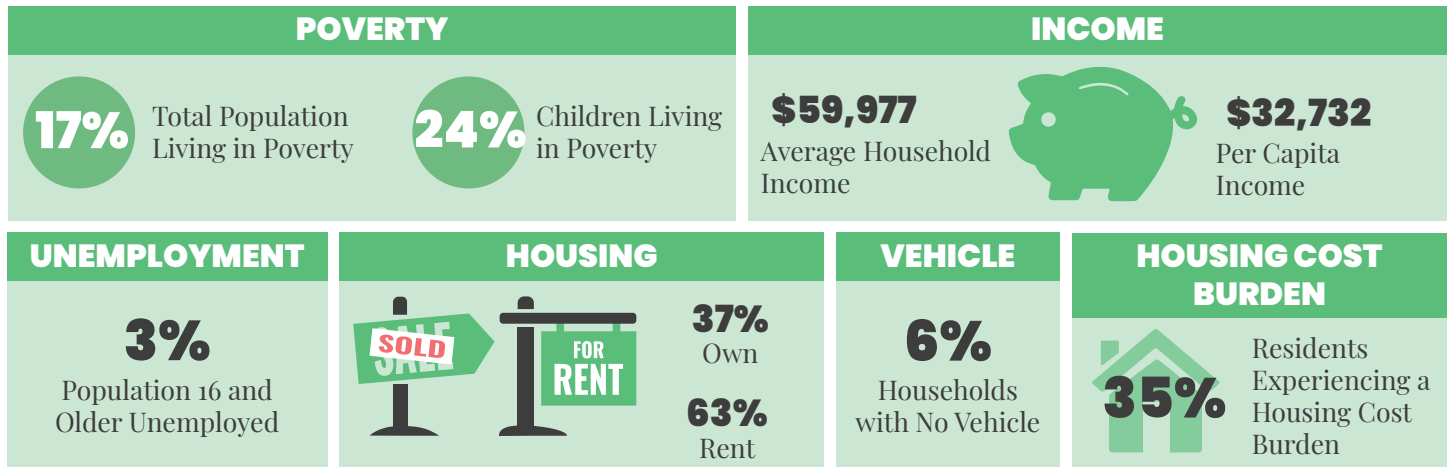 POVERTY
17%
Total Population
Living in Poverty
24%
Children Living
in Poverty
INCOME
$59,977
Average Household
Income
$32,732
Per Capita
Income
UNEMPLOYMENT
3%
Population 16 and
Older Unemployed
HOUSING
SALE
SOLD
FOR
RENT
37%
Own
63%
Rent
VEHICLE
6%
Households
with No Vehicle
HOUSING COST
BURDEN
35%
Residents
Experiencing a
Housing Cost
Burden